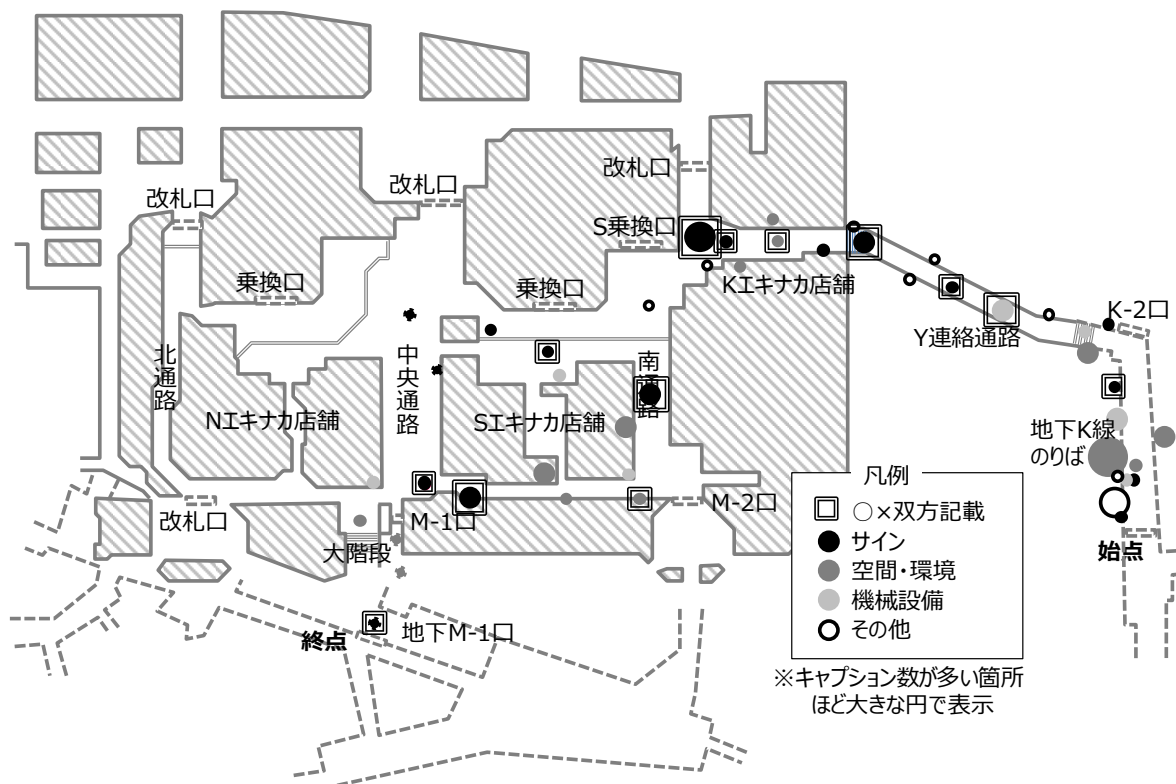 改札口
改札口
改札口
S乗換口
乗換口
乗換口
Kエキナカ店舗
K-2口
Y連絡通路
北通路
中央通路
南通路
Nエキナカ店舗
Sエキナカ店舗
地下K線
のりば
改札口
M-1口
M-2口
大階段
始点
終点
地下M-1口
凡例
○×双方記載
サイン
空間・環境
機械設備
その他
※キャプション数が多い箇所
ほど大きな円で表示